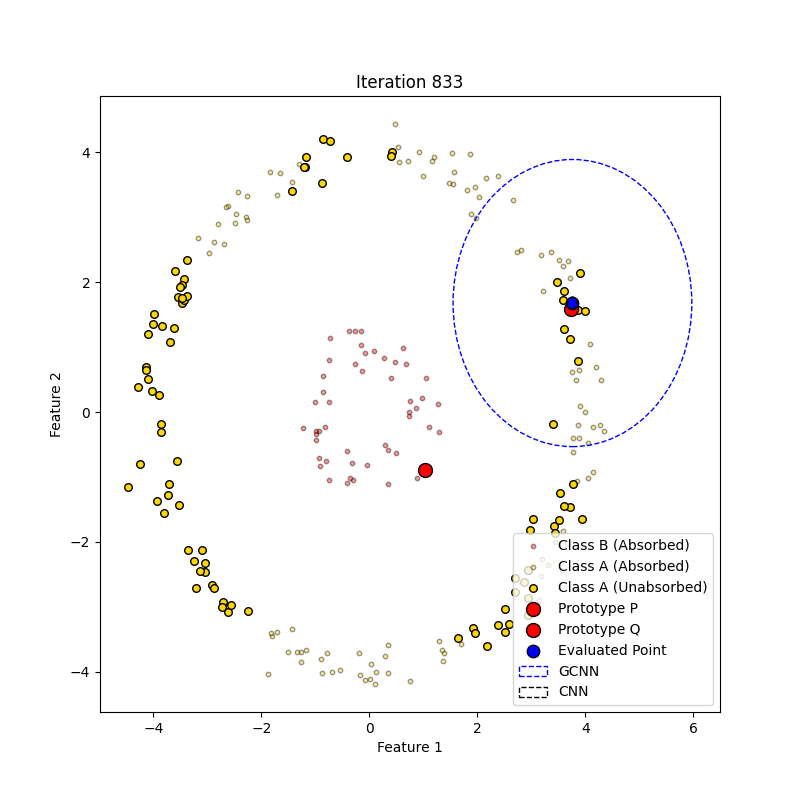 Iteration 833
Feature 2
4
2
0
−2
−4
−4
−2
0
2
4
6
Feature 1
Class B (Absorbed)
Class A (Absorbed)
Class A (Unabsorbed)
Prototype P
Prototype Q
Evaluated Point
GCNN
CNN